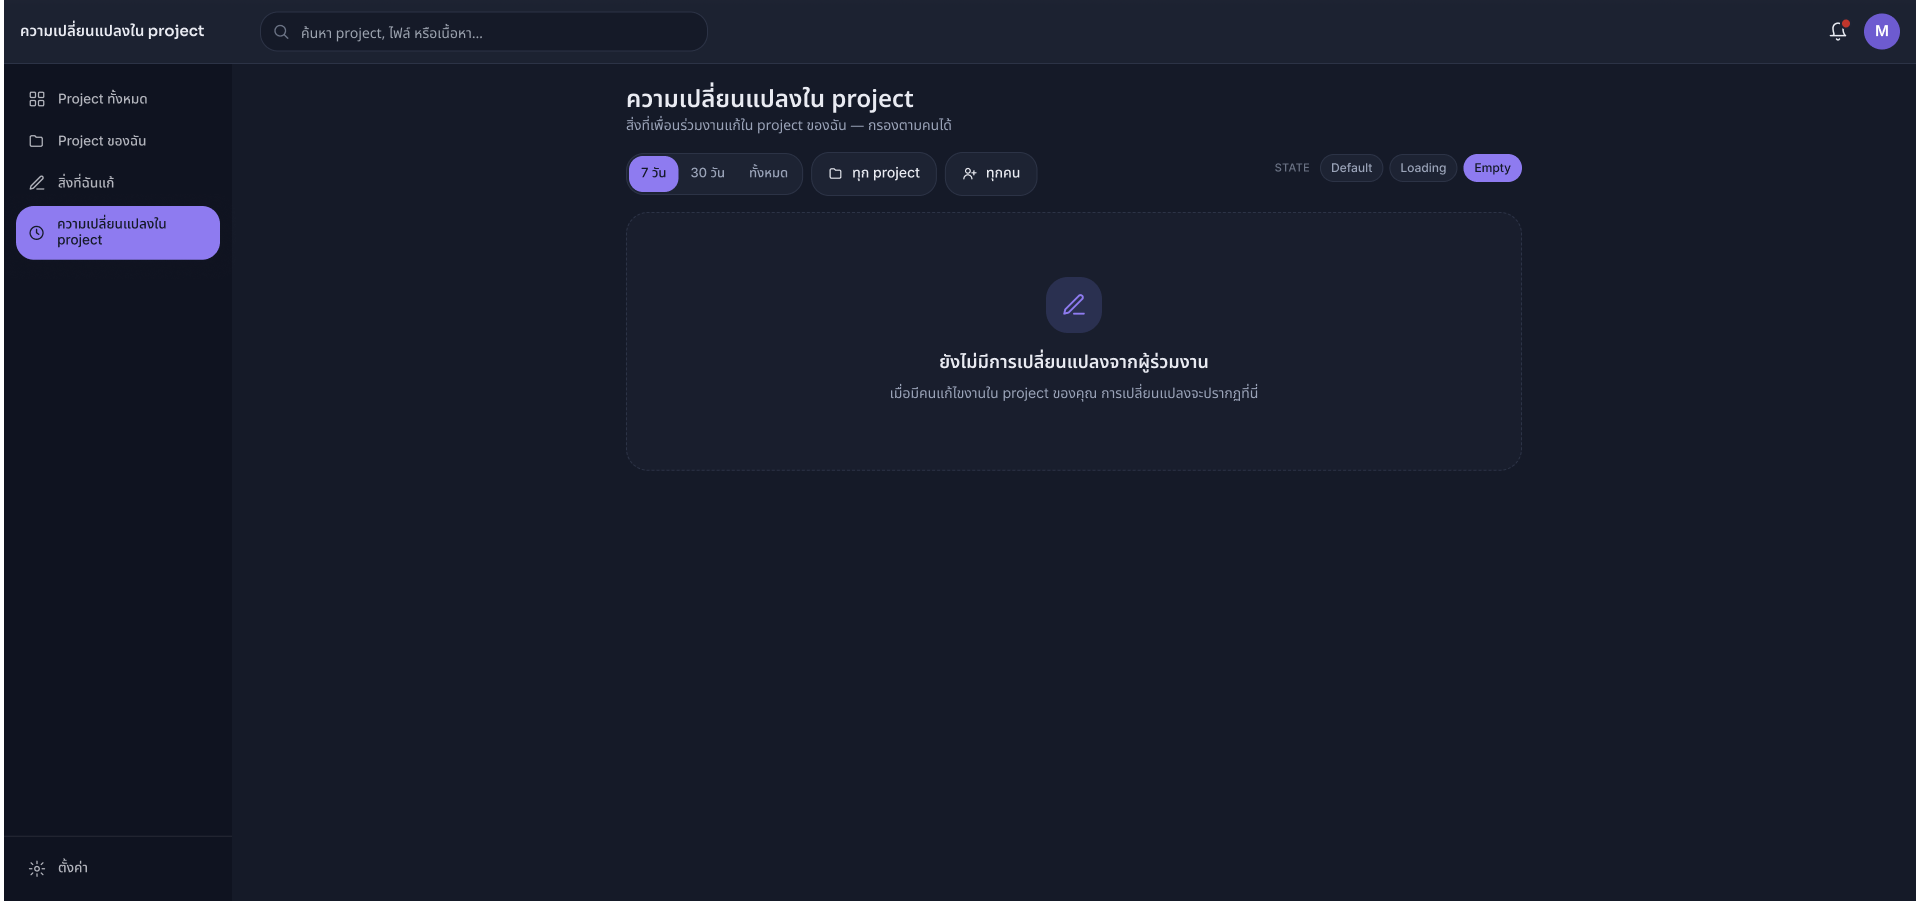 ความเปลี่ยนแปลงใน project
ค้นหา project, ไฟล์ หรือเนื้อหา...
M
Project ทั้งหมด
Project ของฉัน
สิ่งที่ฉันแก้
ความเปลี่ยนแปลงใน
project
ความเปลี่ยนแปลงใน project
สิ่งที่เพื่อนร่วมงานแก้ใน project ของฉัน — กรองตามคนได้
7 วัน 30 วัน ทั้งหมด ทุก project ทุกคน STATE Default Loading Empty
ยังไม่มีการเปลี่ยนแปลงจากผู้ร่วมงาน
เมื่อมีคนแก้ไขงานใน project ของคุณ การเปลี่ยนแปลงจะปรากฏที่นี่
ตั้งค่า